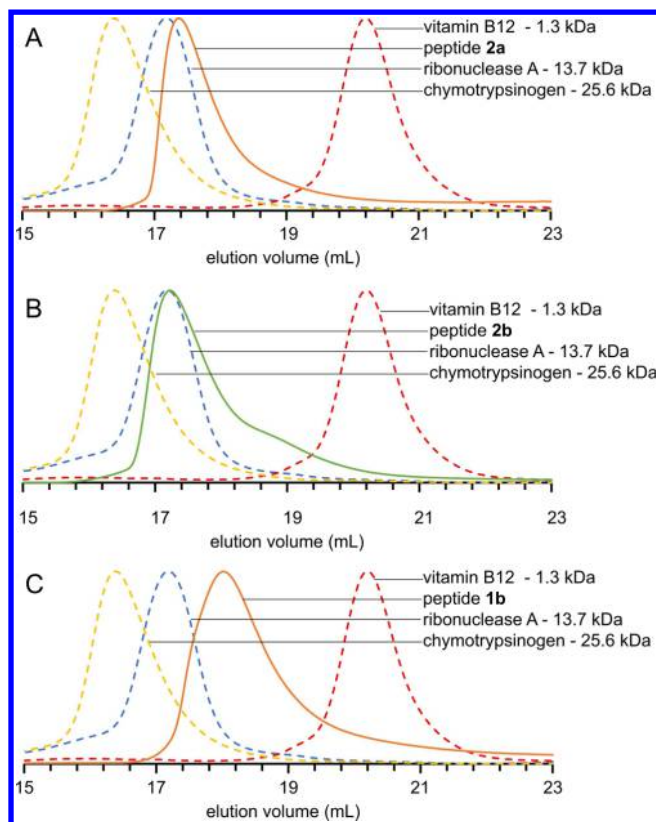 A
vitamin B12 - 1.3 kDa
peptide 2a
ribonuclease A - 13.7 kDa
chymotrypsinogen - 25.6 kDa
15 17 19 21 23
elution volume (mL)
B
vitamin B12 - 1.3 kDa
peptide 2b
ribonuclease A - 13.7 kDa
chymotrypsinogen - 25.6 kDa
15 17 19 21 23
elution volume (mL)
C
vitamin B12 - 1.3 kDa
peptide 1b
ribonuclease A - 13.7 kDa
chymotrypsinogen - 25.6 kDa
15 17 19 21 23
elution volume (mL)